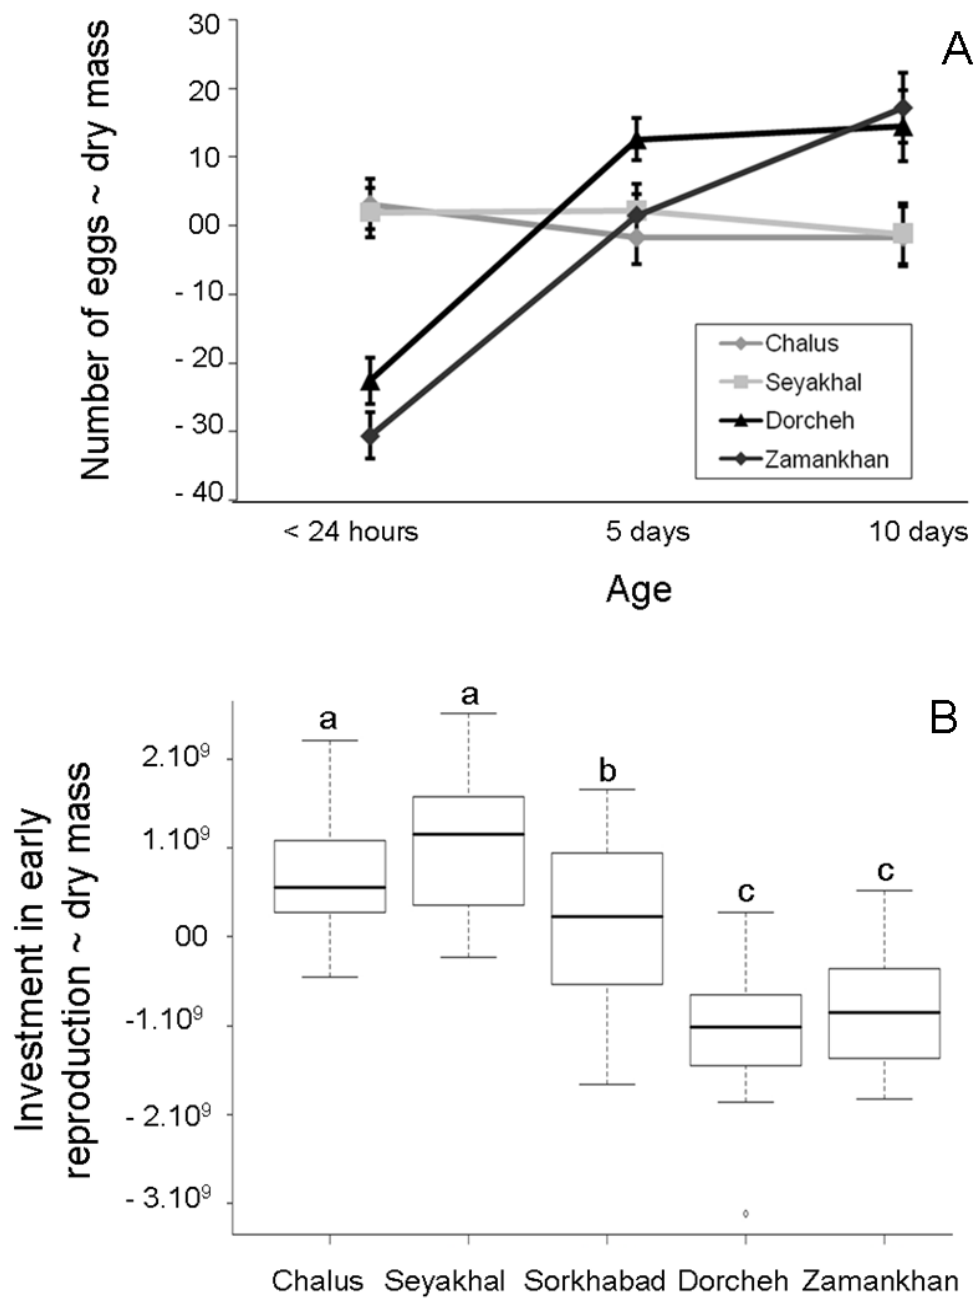 A
Number of eggs ~ dry mass
30
20
10
00
- 10
- 20
- 30
- 40
Chalus
Seyakhal
Dorcheh
Zamankhan
< 24 hours 5 days 10 days
Age
B
Investment in early
reproduction ~ dry mass
2.10⁹
1.10⁹
00
-1.10⁹
- 2.10⁹
- 3.10⁹
a
a
b
c
c
Chalus Seyakhal Sorkhabad Dorcheh Zamankhan